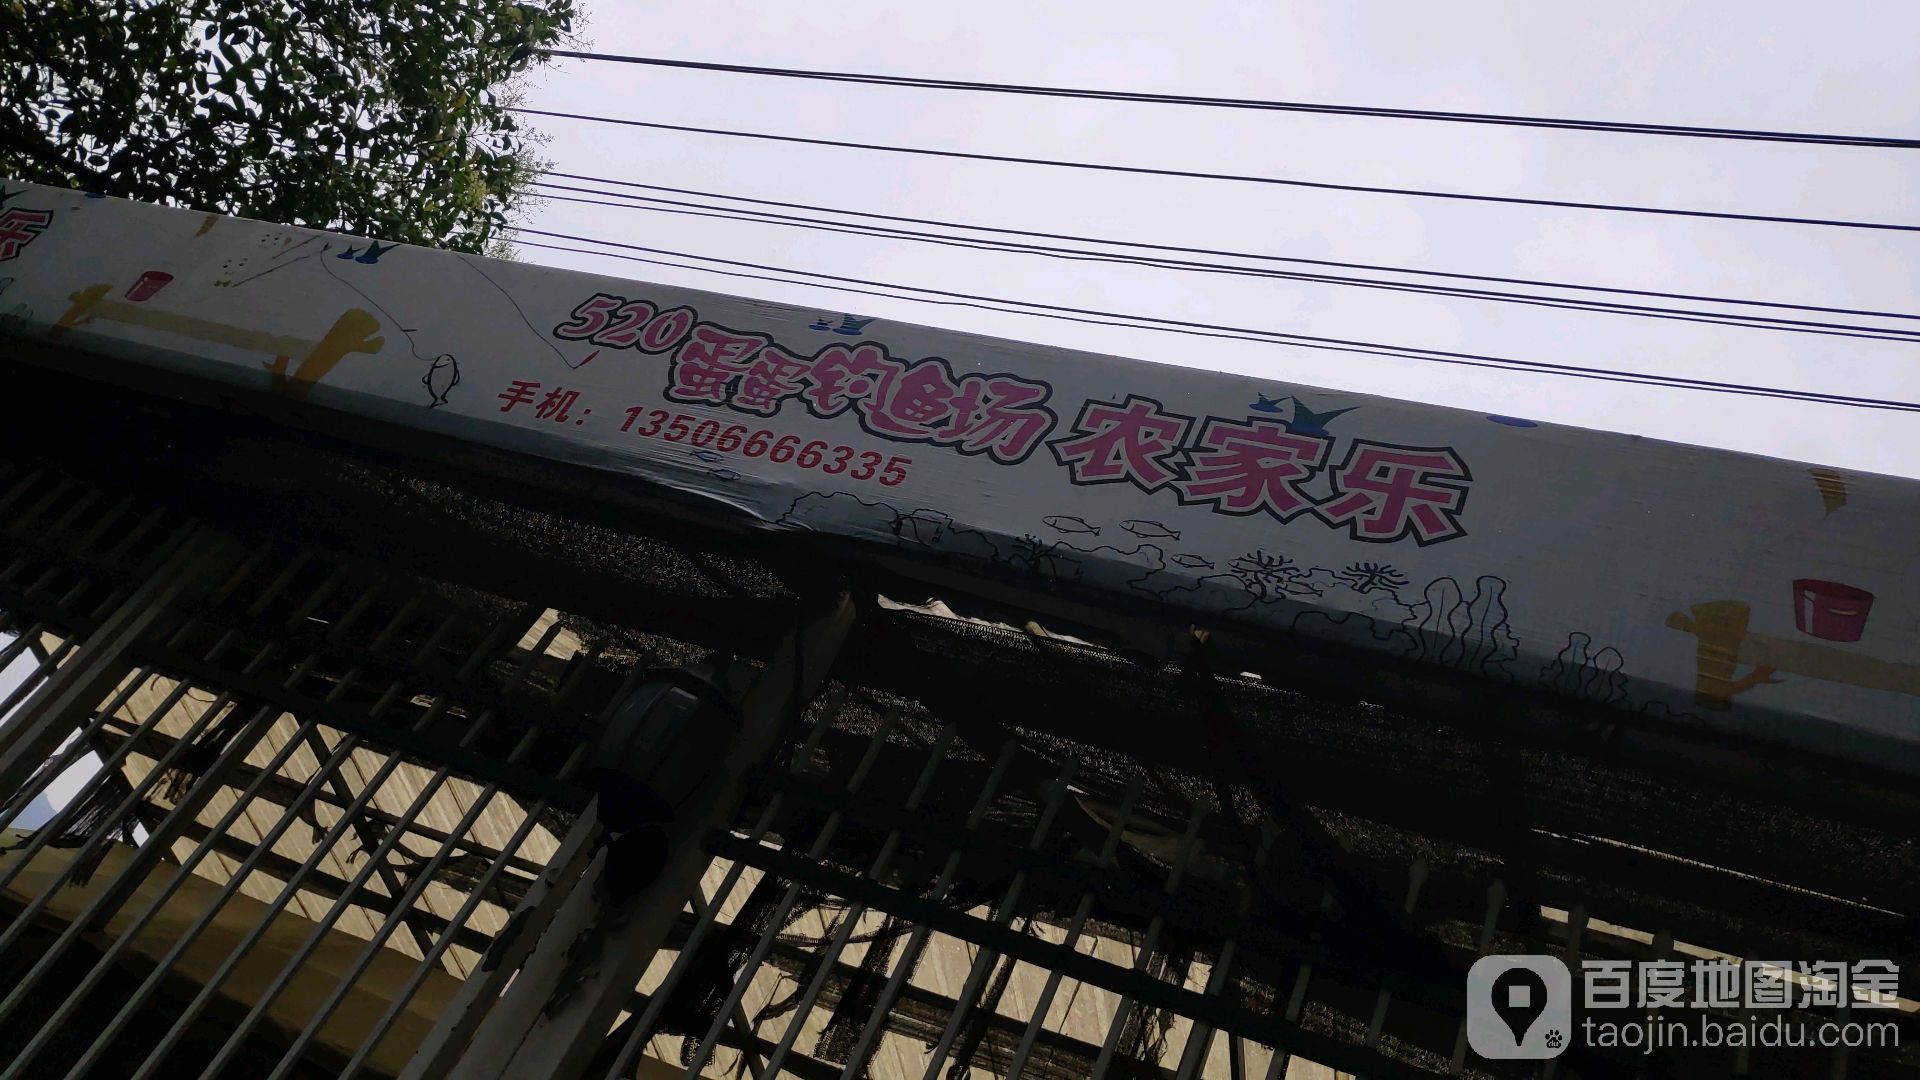 乐
520蛋蛋钓鱼场 农家乐
手机：13506666335
百度地图淘金
taojin.baidu.com